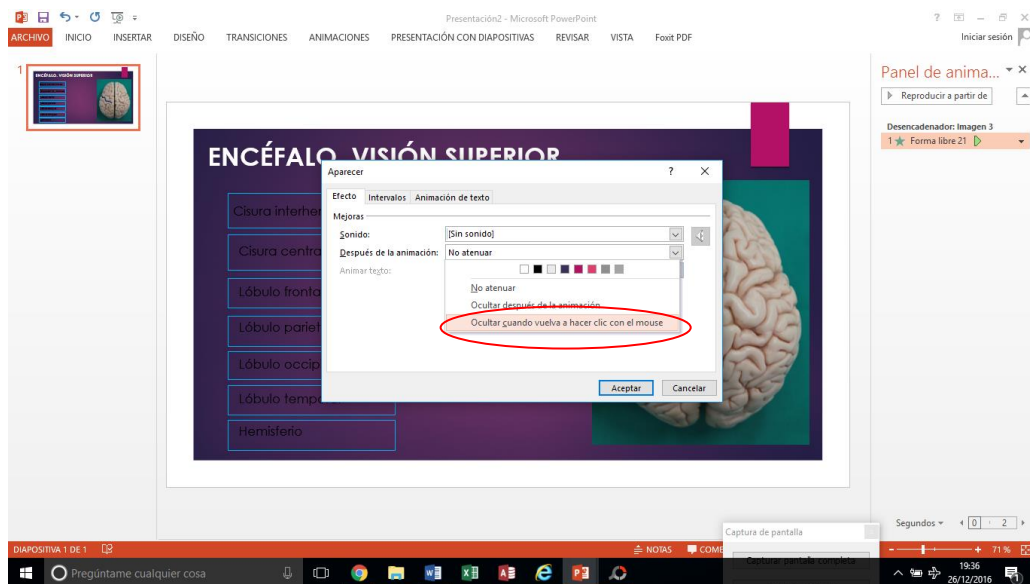 Presentación2 - Microsoft PowerPoint
ARCHIVO INICIO INSERTAR DISEÑO TRANSICIONES ANIMACIONES PRESENTACIÓN CON DIAPOSITIVAS REVISAR VISTA Foxit PDF Iniciar sesión
1
Panel de anima...
Reproducir a partir de
Desencadenador: Imagen 3
1 Forma libre 21
ENCÉFALO. VISIÓN SUPERIOR
Cisura interhe
Cisura centra
Lóbulo fronta
Lóbulo pariet
Lóbulo occip
Lóbulo tempo
Hemisferio
Aparecer
Efecto Intervalos Animación de texto
Mejoras
Sonido: [Sin sonido]
Después de la animación: No atenuar
Animar texto:
No atenuar
Ocultar después de la animación
Ocultar cuando vuelva a hacer clic con el mouse
Aceptar Cancelar
Segundos 0 2
Captura de pantalla
Capturar pantalla completa
DIAPOSITIVA 1 DE 1 NOTAS COME 71 %
Pregúntame cualquier cosa
19:36
26/12/2016